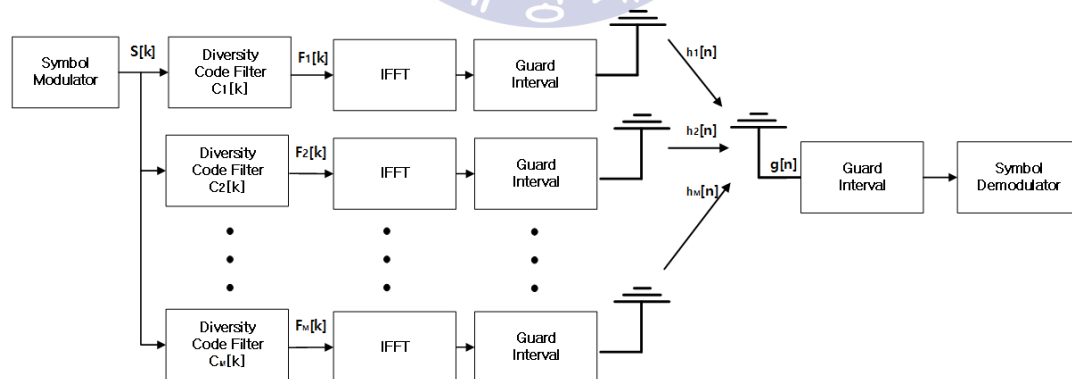 Symbol
Modulator
S[k]
Diversity
Code Filter
C1[k]
F1[k]
IFFT
Guard
Interval
h1[n]
Diversity
Code Filter
C2[k]
F2[k]
IFFT
Guard
Interval
h2[n]
g[n]
Guard
Interval
Symbol
Demodulator
hM[n]
Diversity
Code Filter
CM[k]
FM[k]
IFFT
Guard
Interval